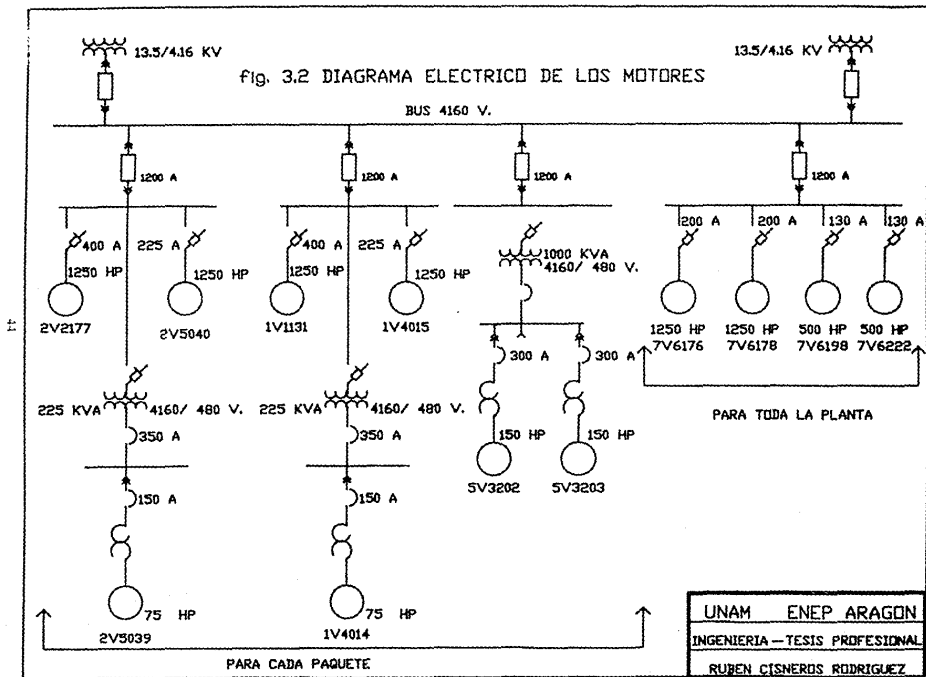 13.5/4.16 KV
13.5/4.16 KV
fig. 3.2 DIAGRAMA ELECTRICO DE LOS MOTORES
BUS 4160 V.
1200 A
1200 A
1200 A
1200 A
400 A
225 A
400 A
225 A
200 A
200 A
130 A
130 A
1250 HP
1250 HP
1250 HP
1250 HP
1000 KVA
4160/ 480 V.
2V2177
2V5040
1V1131
1V4015
1250 HP
1250 HP
500 HP
500 HP
7V6176
7V6178
7V6198
7V6222
41
300 A
300 A
225 KVA
4160/ 480 V.
225 KVA
4160/ 480 V.
PARA TODA LA PLANTA
350 A
350 A
150 HP
150 HP
5V3202
5V3203
150 A
150 A
75 HP
75 HP
2V5039
1V4014
PARA CADA PAQUETE
UNAM ENEP ARAGON
INGENIERIA - TESIS PROFESIONAL
RUBEN CISNEROS RODRIGUEZ